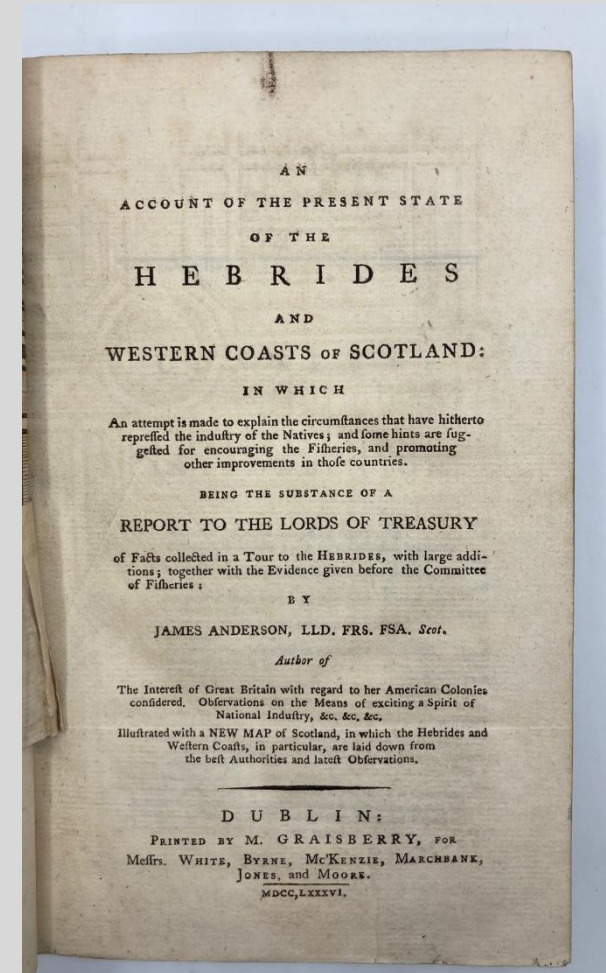 AN
ACCOUNT OF THE PRESENT STATE
OF THE
HEBRIDES
AND
WESTERN COASTS OF SCOTLAND:
IN WHICH
An attempt is made to explain the circumſtances that have hitherto
repreſſed the induſtry of the Natives; and ſome hints are ſug-
geſted for encouraging the Fiſheries, and promoting
other improvements in thoſe countries.
BEING THE SUBSTANCE OF A
REPORT TO THE LORDS OF TREASURY
of Facts collected in a Tour to the HEBRIDES, with large addi-
tions; together with the Evidence given before the Committee
of Fiſheries:
BY
JAMES ANDERSON, LLD. FRS. FSA. Scot.
Author of
The Intereſt of Great Britain with regard to her American Colonies
conſidered. Obſervations on the Means of exciting a Spirit of
National Induſtry, &c. &c. &c.
Illuſtrated with a NEW MAP of Scotland, in which the Hebrides and
Weſtern Coaſts, in particular, are laid down from
the beſt Authorities and lateſt Obſervations.
DUBLIN:
PRINTED BY M. GRAISBERRY, FOR
Meſſrs. WHITE, BYRNE, Mc'KENZIE, MARCHBANK,
JONES, and MOORE.
MDCC,LXXXVI.